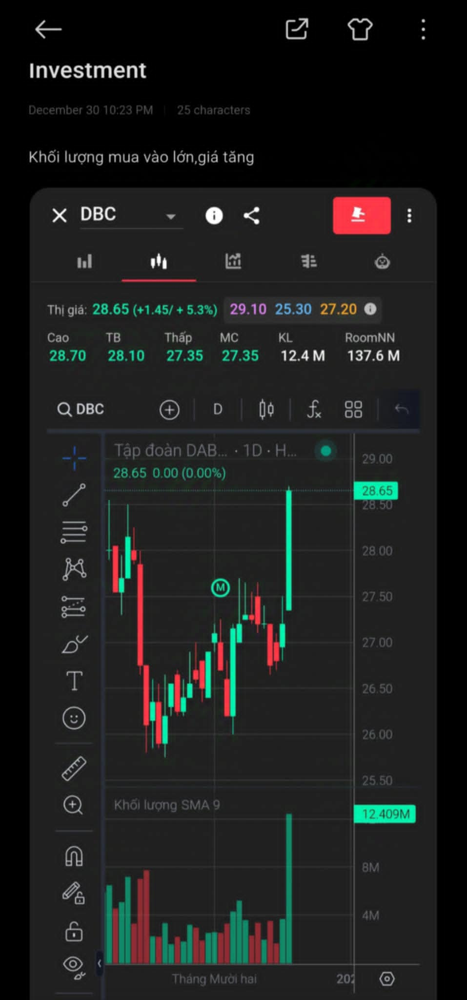 Investment
December 30 10:23 PM | 25 characters
Khối lượng mua vào lớn,giá tăng
DBC
Thị giá: 28.65 (+1.45/ + 5.3%) 29.10 25.30 27.20
Cao TB Thấp MC KL RoomNN
28.70 28.10 27.35 27.35 12.4 M 137.6 M
DBC D
Tập đoàn DAB... · 1D · H...
28.65 0.00 (0.00%)
29.00
28.65
28.50
28.00
M
27.50
27.00
26.50
26.00
25.50
Khối lượng SMA 9
12.409M
8M
4M
Tháng Mười hai